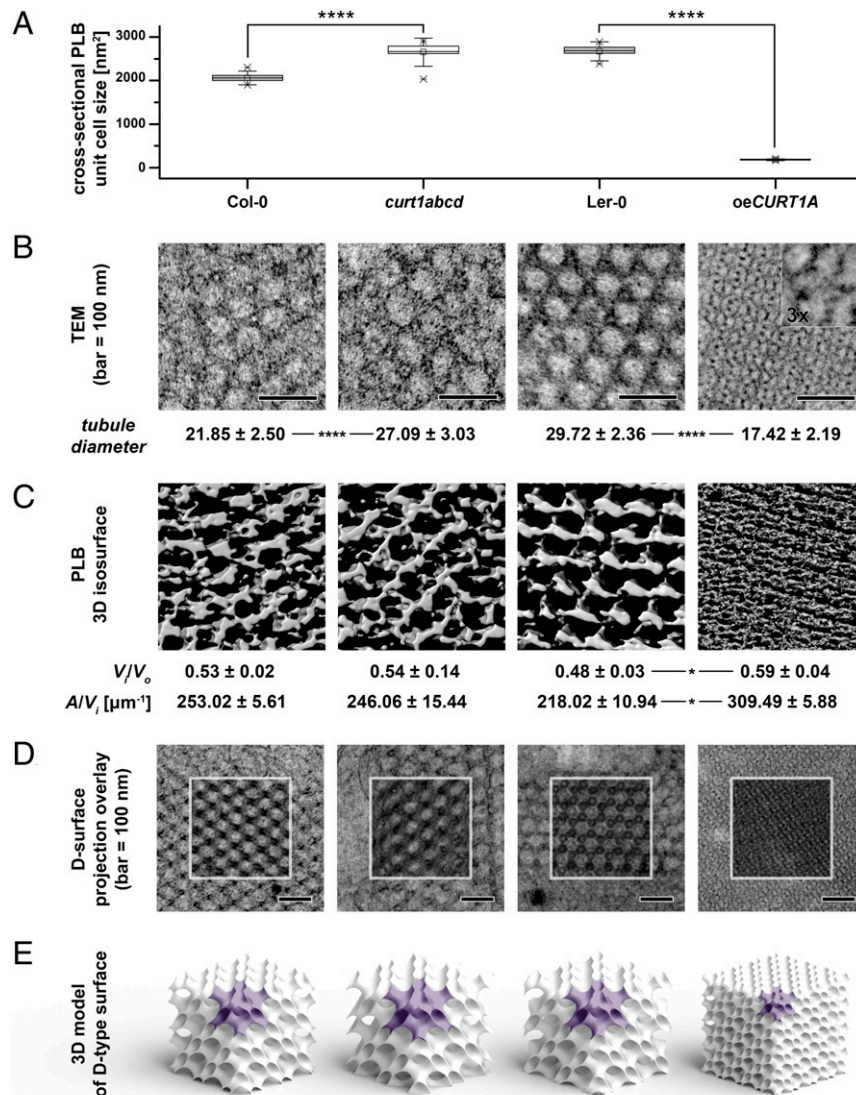 A
cross-sectional PLB
unit cell size [nm²]
3000
2000
1000
0
****
****
Col-0
curt1abcd
Ler-0
oeCURT1A
B
TEM
(bar = 100 nm)
3x
tubule
diameter
21.85 ± 2.50 — **** — 27.09 ± 3.03
29.72 ± 2.36 — **** — 17.42 ± 2.19
C
PLB
3D isosurface
Vi/Vo
0.53 ± 0.02
0.54 ± 0.14
0.48 ± 0.03 — * — 0.59 ± 0.04
A/Vi [µm⁻¹]
253.02 ± 5.61
246.06 ± 15.44
218.02 ± 10.94 — * — 309.49 ± 5.88
D
D-surface
projection overlay
(bar = 100 nm)
E
3D model
of D-type surface